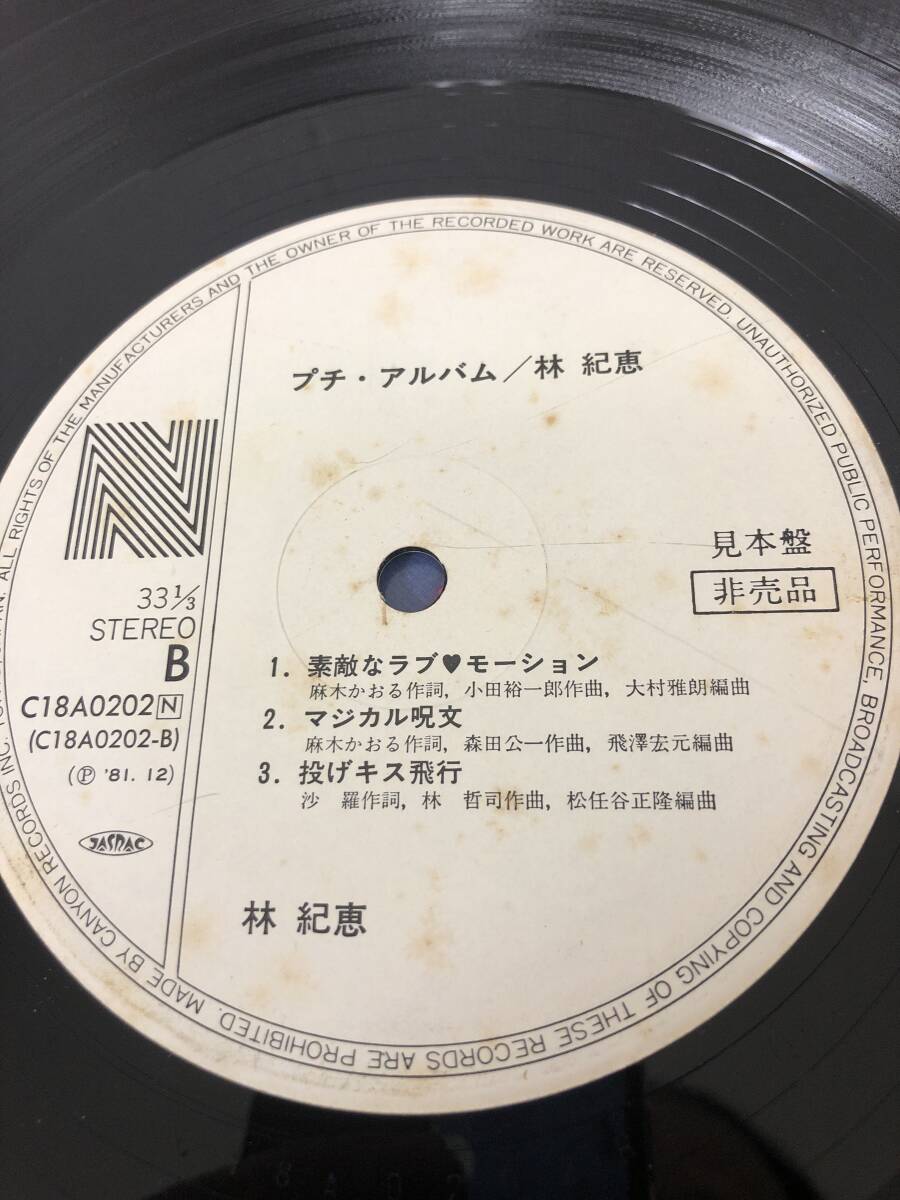 プチ・アルバム／林 紀恵
N
33⅓
STEREO
B
C18A0202 N
(C18A0202-B)
(Ⓟ '81. 12)
JASRAC
見本盤
非売品
1. 素敵なラブ♥モーション
麻木かおる作詞, 小田裕一郎作曲, 大村雅朗編曲
2. マジカル呪文
麻木かおる作詞, 森田公一作曲, 飛澤宏元編曲
3. 投げキス飛行
沙 羅作詞, 林 哲司作曲, 松任谷正隆編曲
林 紀恵
ALL RIGHTS OF THE MANUFACTURERS AND THE OWNER OF THE RECORDED WORK ARE RESERVED. UNAUTHORIZED PUBLIC PERFORMANCE, BROADCASTING AND COPYING OF THESE RECORDS ARE PROHIBITED. MADE BY CANYON RECORDS INC.